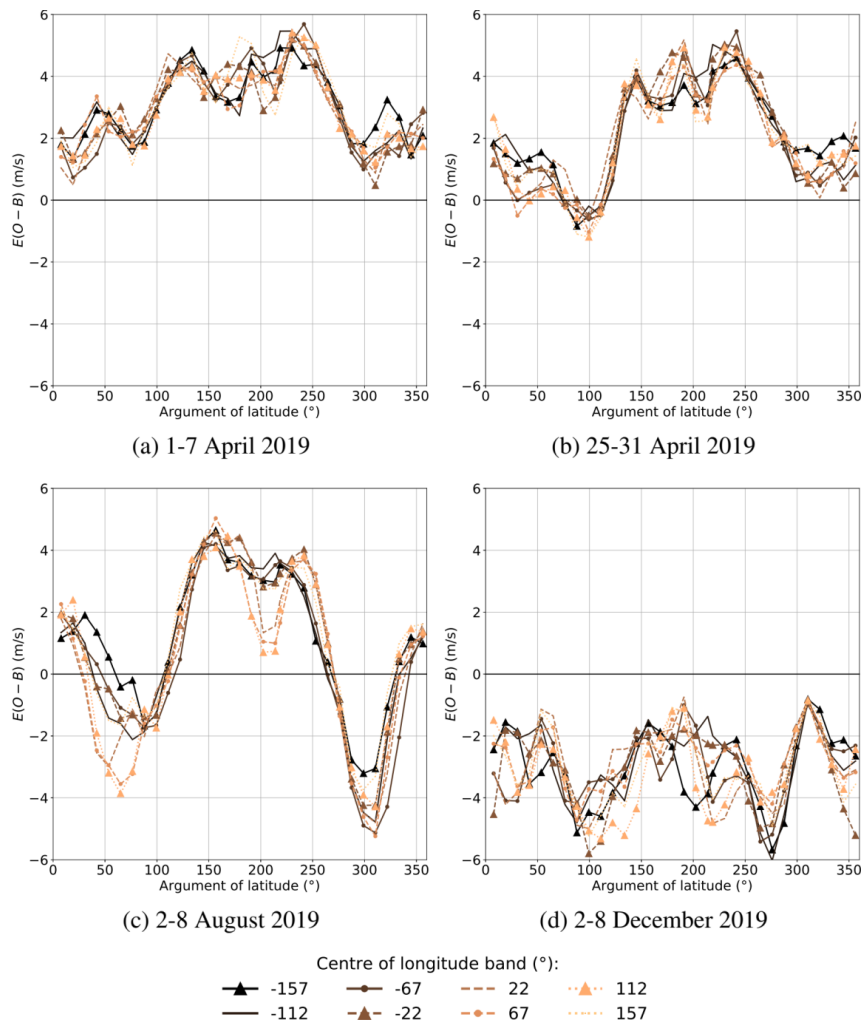 6
4
2
0
−2
−4
−6
E(O − B) (m/s)
0 50 100 150 200 250 300 350
Argument of latitude (°)
(a) 1-7 April 2019
6
4
2
0
−2
−4
−6
E(O − B) (m/s)
0 50 100 150 200 250 300 350
Argument of latitude (°)
(b) 25-31 April 2019
6
4
2
0
−2
−4
−6
E(O − B) (m/s)
0 50 100 150 200 250 300 350
Argument of latitude (°)
(c) 2-8 August 2019
6
4
2
0
−2
−4
−6
E(O − B) (m/s)
0 50 100 150 200 250 300 350
Argument of latitude (°)
(d) 2-8 December 2019
Centre of longitude band (°):
-157 -67 22 112
-112 -22 67 157